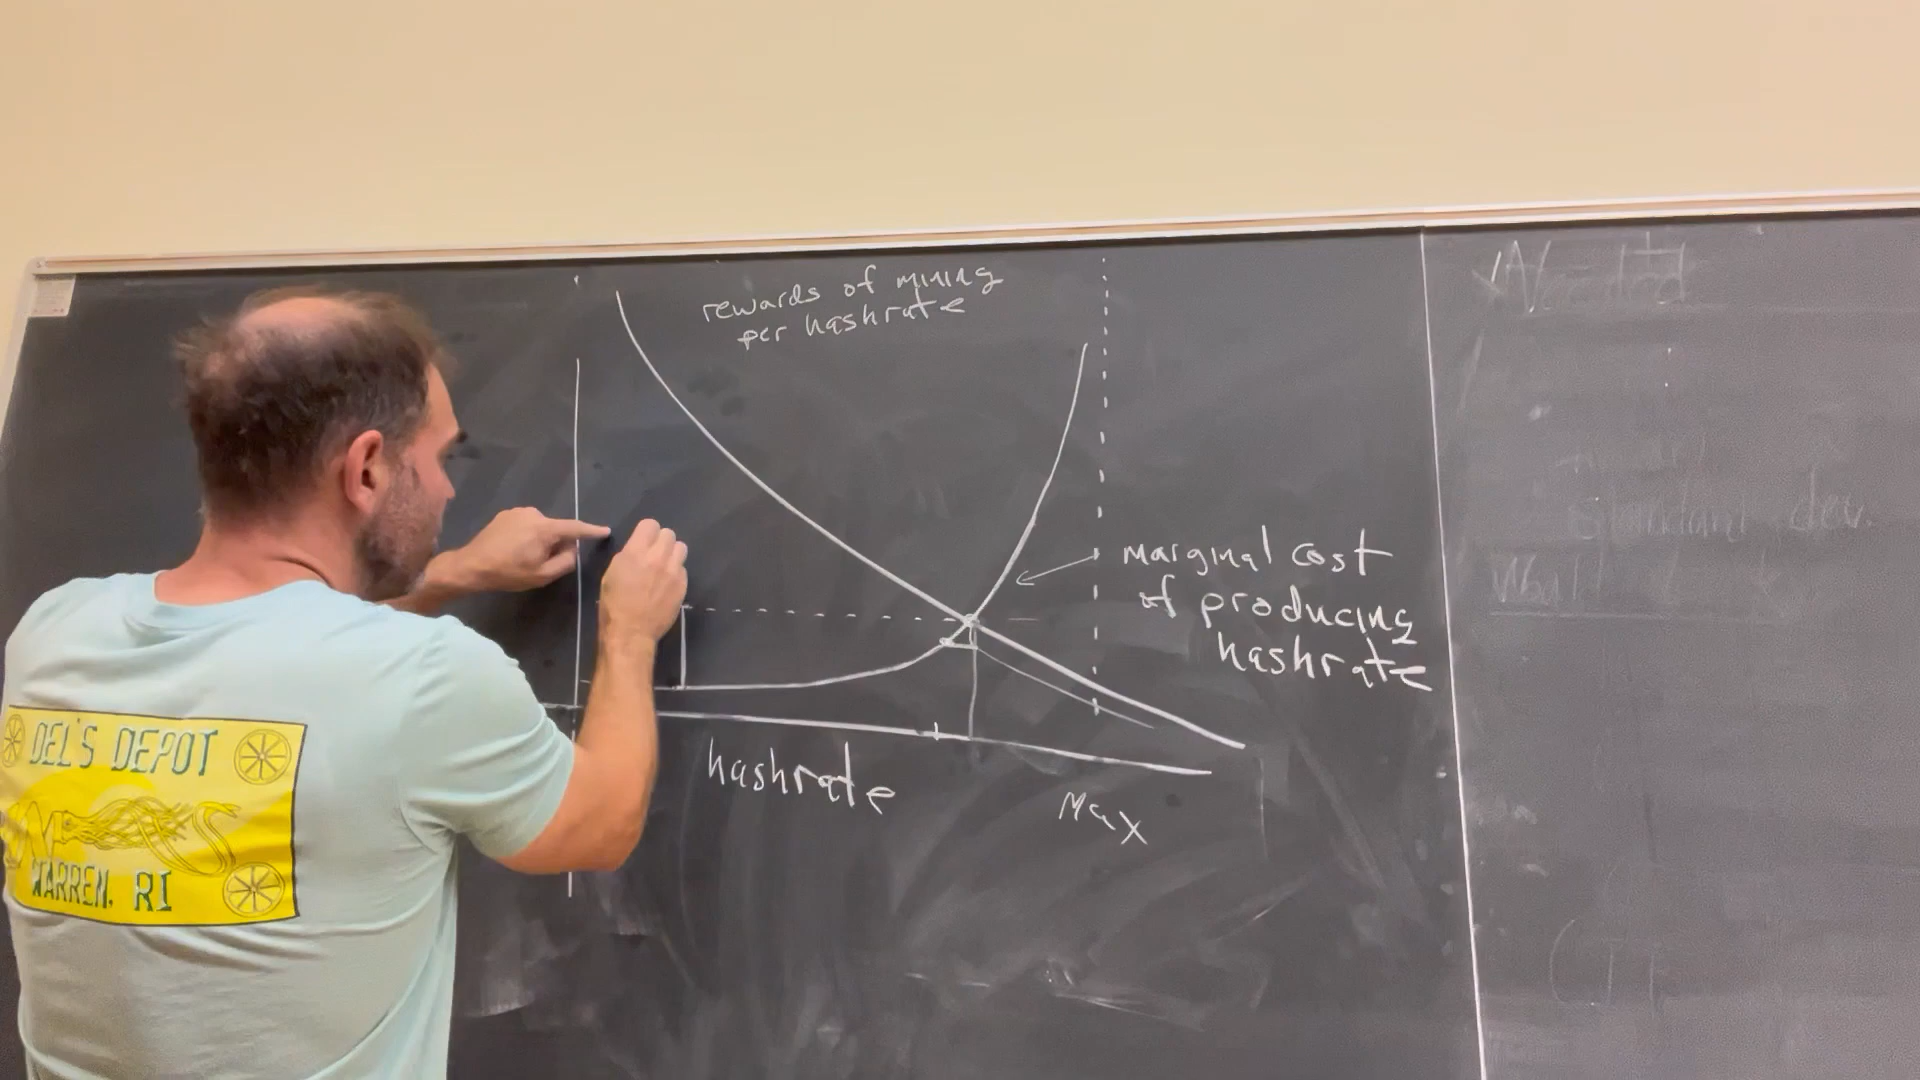 rewards of mining
per hashrate
marginal cost
of producing
hashrate
hashrate
Max
DEL'S DEPOT
WARREN, RI
Standard dev.